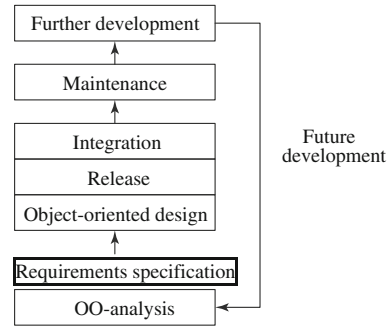 Further development
Maintenance
Integration
Release
Object-oriented design
Requirements specification
OO-analysis
Future
development